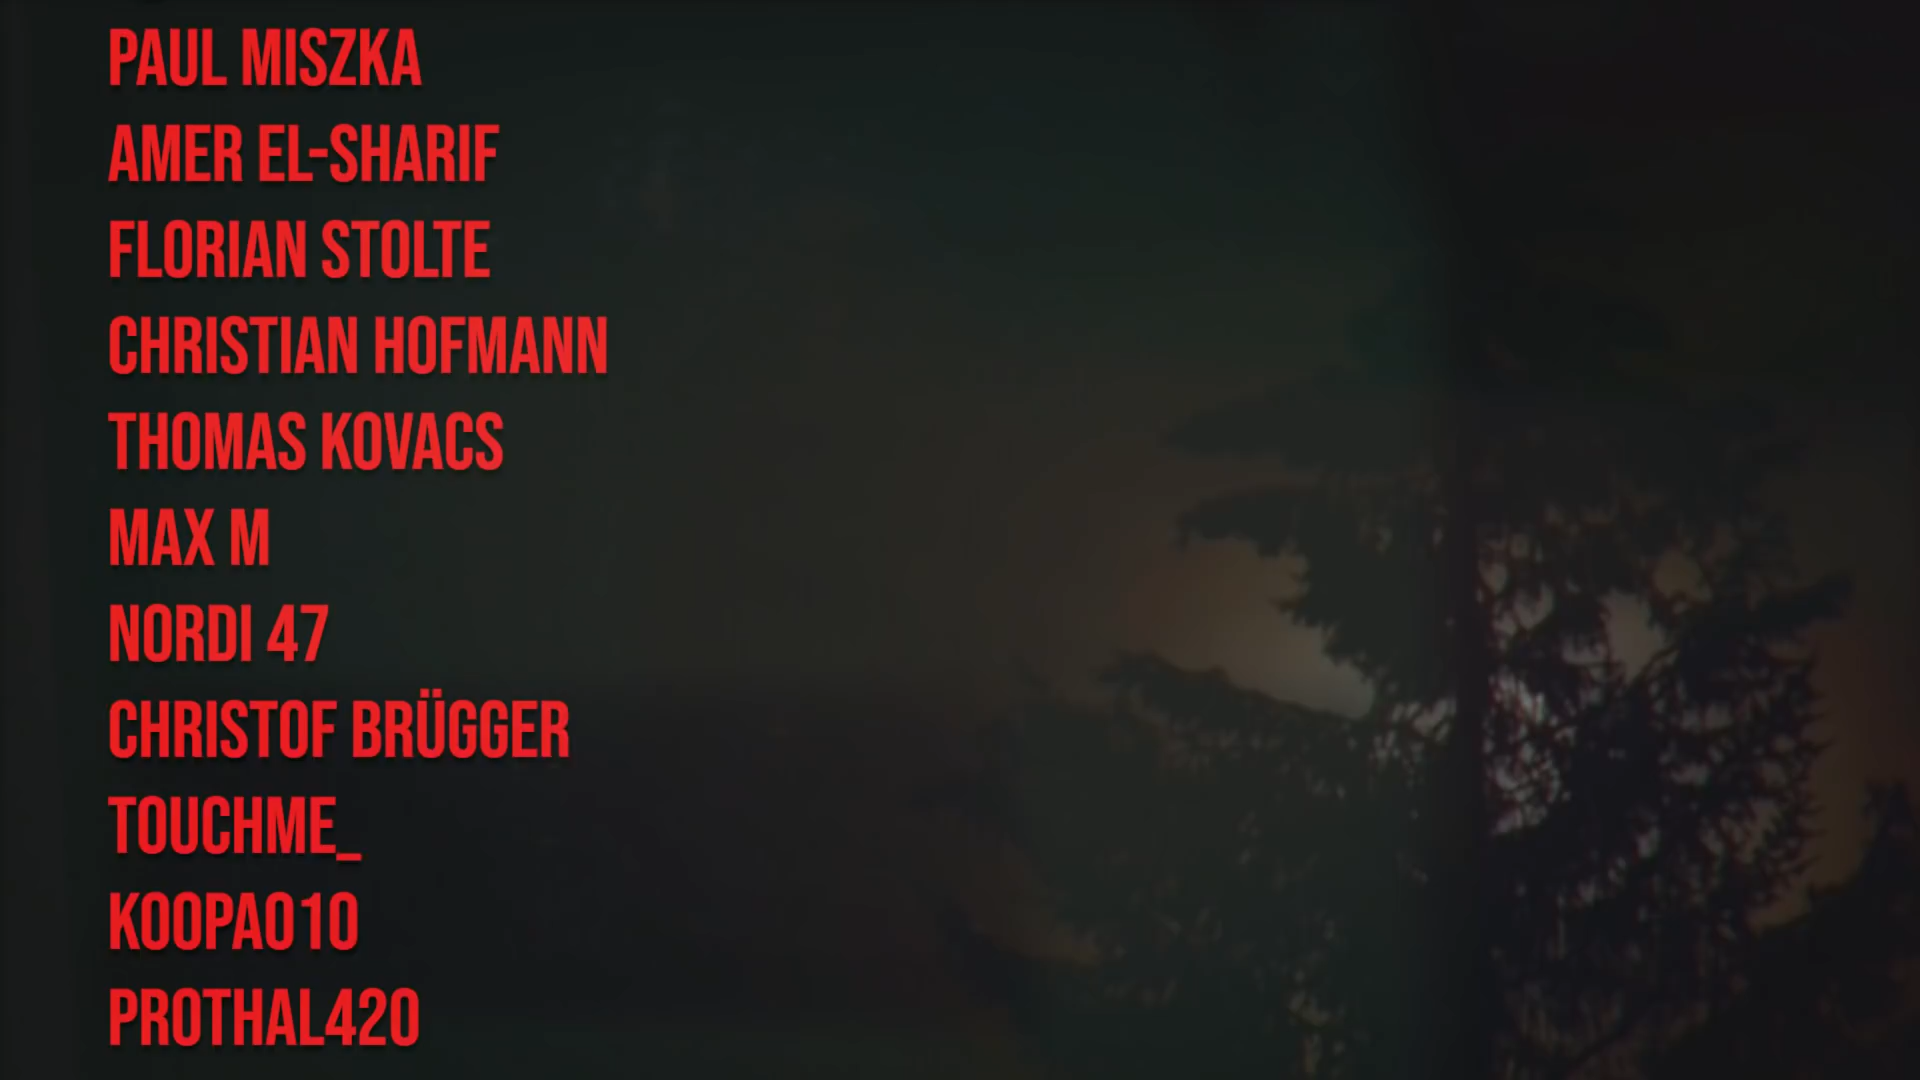 PAUL MISZKA
AMER EL-SHARIF
FLORIAN STOLTE
CHRISTIAN HOFMANN
THOMAS KOVACS
MAX M
NORDI 47
CHRISTOF BRÜGGER
TOUCHME_
KOOPA010
PROTHAL420